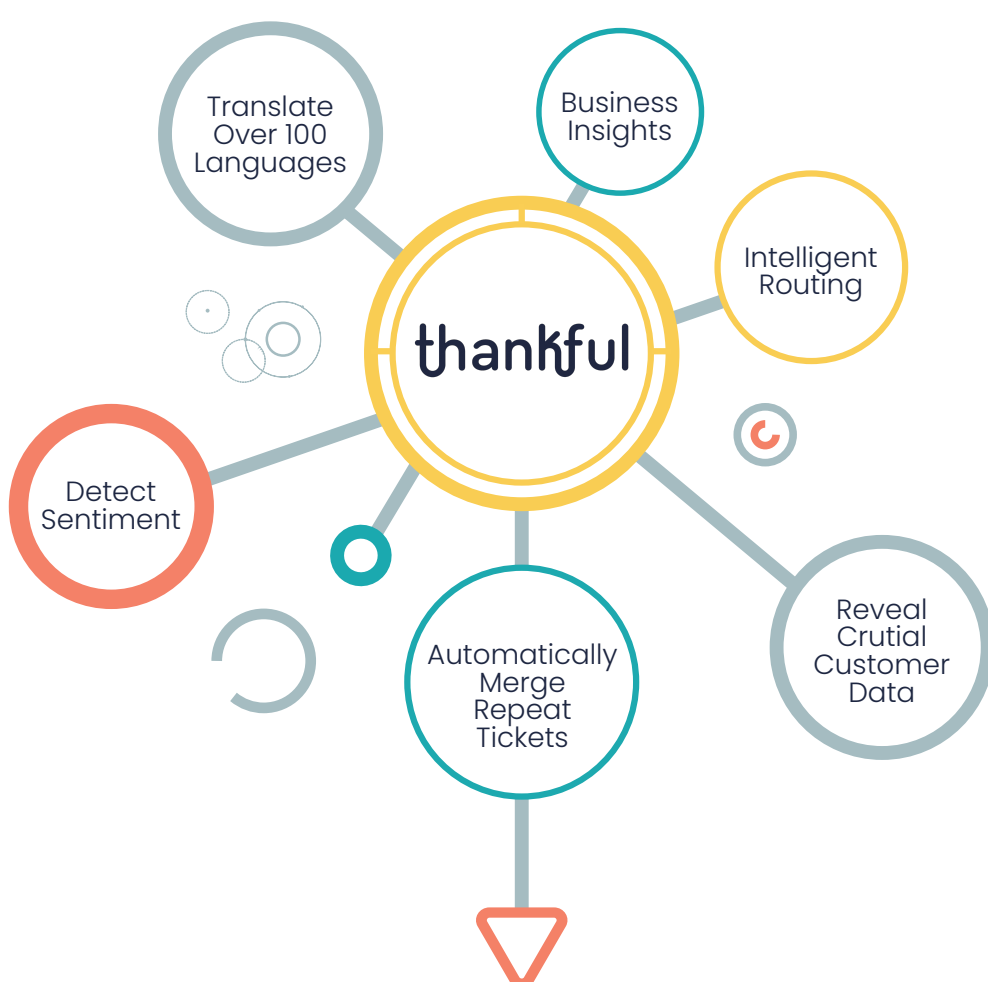 Translate
Over 100
Languages
Business
Insights
Intelligent
Routing
thankful
Detect
Sentiment
Automatically
Merge
Repeat
Tickets
Reveal
Crutial
Customer
Data